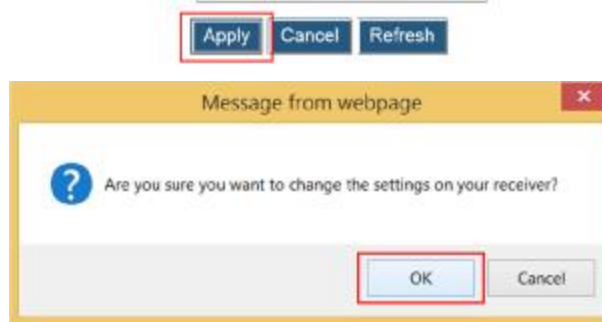 Apply Cancel Refresh
Message from webpage
Are you sure you want to change the settings on your receiver?
OK Cancel